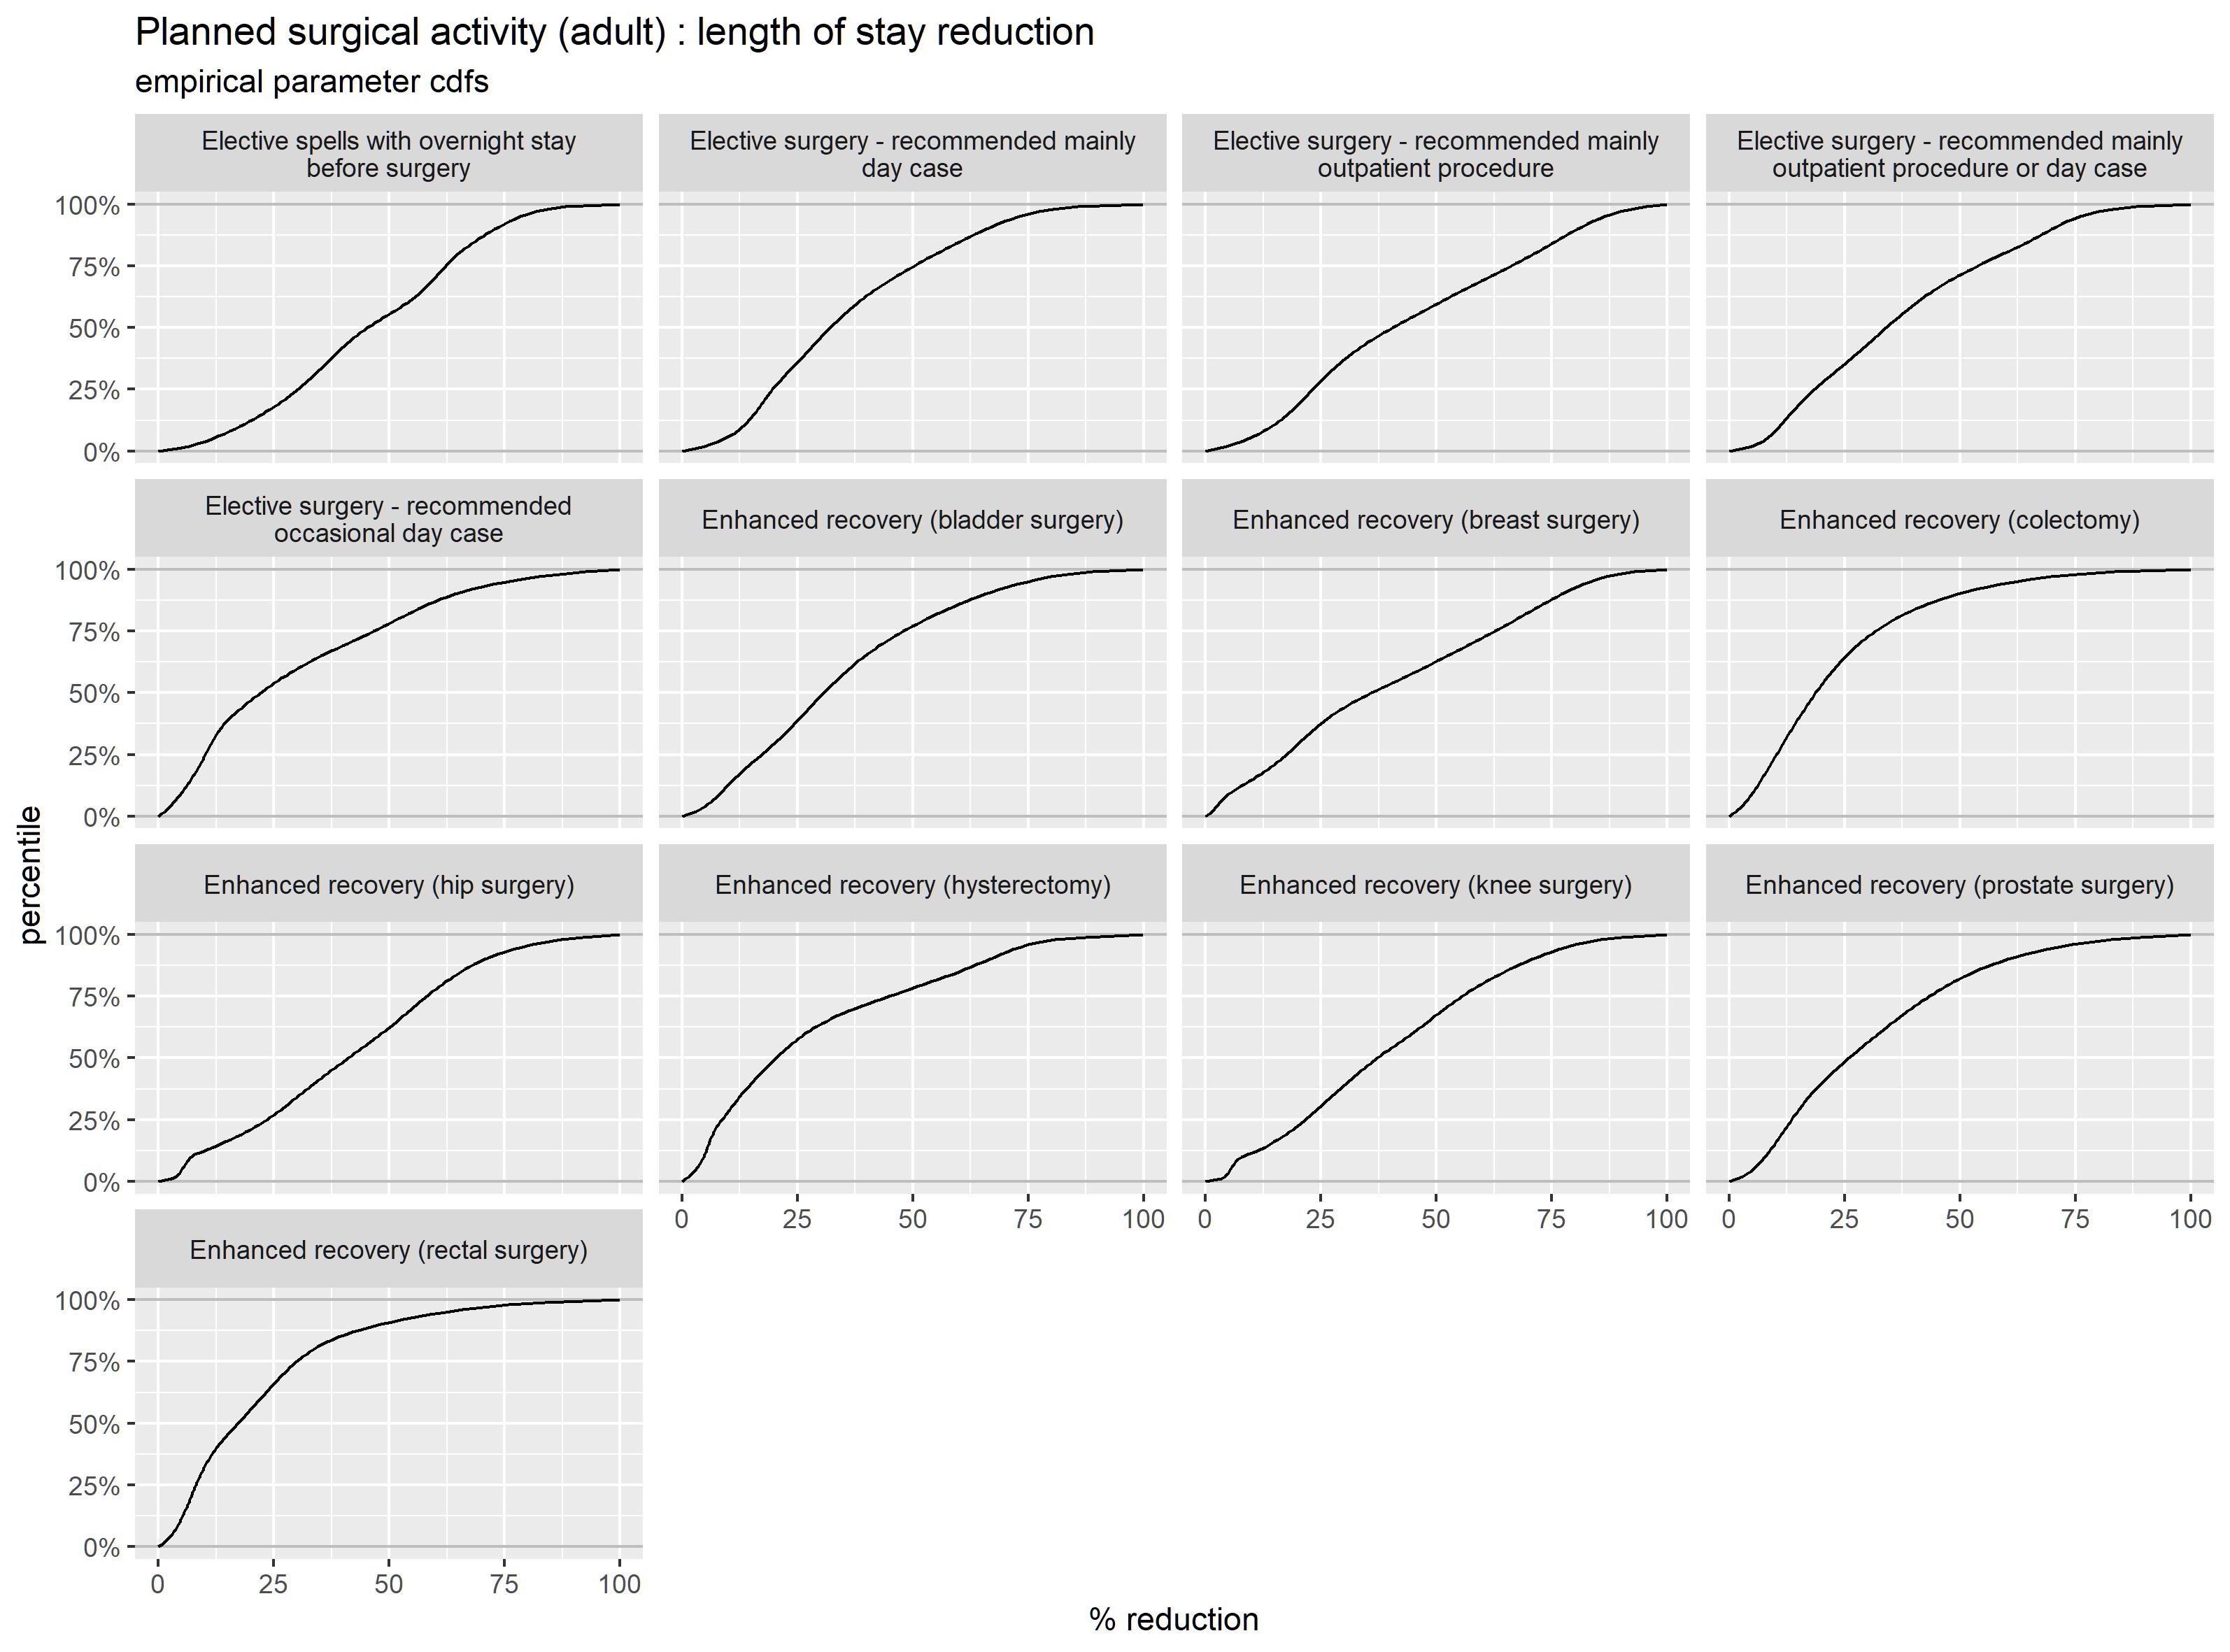 Planned surgical activity (adult) : length of stay reduction
empirical parameter cdfs
Elective spells with overnight stay
before surgery
Elective surgery - recommended mainly
day case
Elective surgery - recommended mainly
outpatient procedure
Elective surgery - recommended mainly
outpatient procedure or day case
100%
75%
50%
25%
0%
Elective surgery - recommended
occasional day case
Enhanced recovery (bladder surgery)
Enhanced recovery (breast surgery)
Enhanced recovery (colectomy)
100%
75%
50%
25%
0%
percentile
Enhanced recovery (hip surgery)
Enhanced recovery (hysterectomy)
Enhanced recovery (knee surgery)
Enhanced recovery (prostate surgery)
100%
75%
50%
25%
0%
0 25 50 75 100
0 25 50 75 100
0 25 50 75 100
Enhanced recovery (rectal surgery)
100%
75%
50%
25%
0%
0 25 50 75 100
% reduction